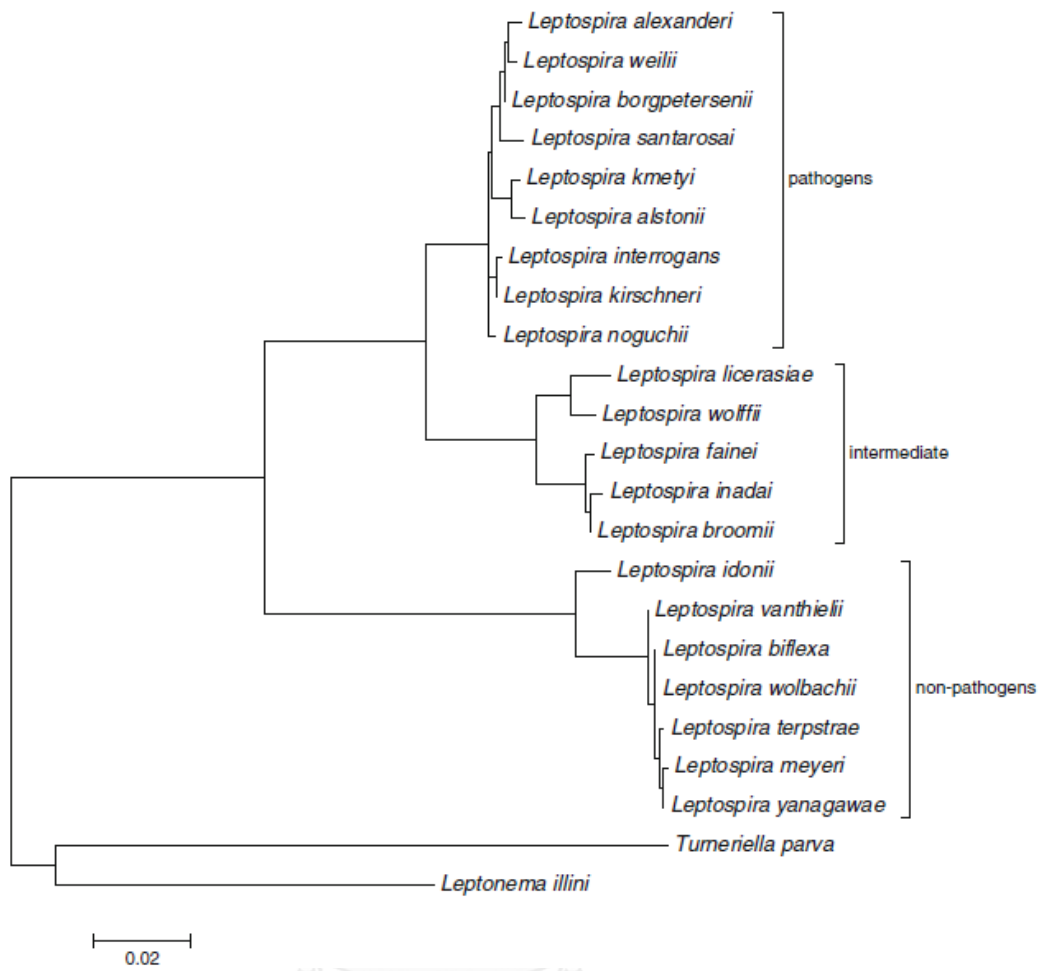 Leptospira alexanderi
Leptospira weilii
Leptospira borgpetersenii
Leptospira santarosai
Leptospira kmetyi
pathogens
Leptospira alstonii
Leptospira interrogans
Leptospira kirschneri
Leptospira noguchii
Leptospira licerasiae
Leptospira wolffii
Leptospira fainei
intermediate
Leptospira inadai
Leptospira broomii
Leptospira idonii
Leptospira vanthielii
Leptospira biflexa
Leptospira wolbachii
non-pathogens
Leptospira terpstrae
Leptospira meyeri
Leptospira yanagawae
Turneriella parva
Leptonema illini
0.02